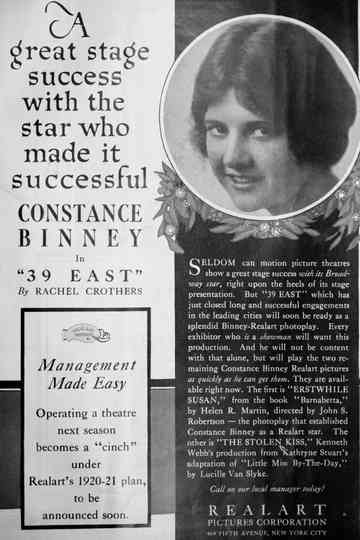 A
great stage
success
with the
star who
made it
successful
CONSTANCE
BINNEY
In
"39 EAST"
By RACHEL CROTHERS
Management
Made Easy
Operating a theatre
next season
becomes a "cinch"
under
Realart's 1920-21 plan,
to be
announced soon.
SELDOM can motion picture theatres
show a great stage success with its Broad-
way star, right upon the heels of its stage
presentation. But "39 EAST" which has
just closed long and successful engagements
in the leading cities will soon be ready as a
splendid Binney-Realart photoplay. Every
exhibitor who is a showman will want this
production. And he will not be content
with that alone, but will play the two re-
maining Constance Binney Realart pictures
as quickly as he can get them. They are avail-
able right now. The first is "ERSTWHILE
SUSAN," from the book "Barnabetta,"
by Helen R. Martin, directed by John S.
Robertson — the photoplay that established
Constance Binney as a Realart star. The
other is "THE STOLEN KISS," Kenneth
Webb's production from Kathryne Stuart's
adaptation of "Little Miss By-The-Day,"
by Lucille Van Slyke.
Call on our local manager today!
REALART
PICTURES CORPORATION
FIFTH AVENUE, NEW YORK CITY